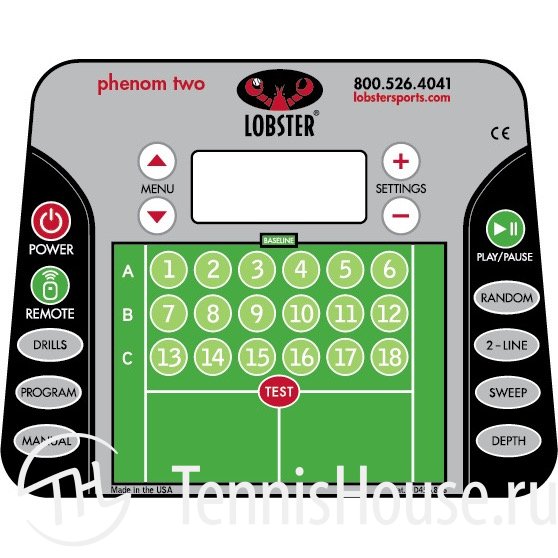 phenom two
800.526.4041
lobstersports.com
LOBSTER®
CE
MENU
SETTINGS
POWER
REMOTE
DRILLS
PROGRAM
MANUAL
PLAY/PAUSE
RANDOM
2-LINE
SWEEP
DEPTH
BASELINE
A 1 2 3 4 5 6
B 7 8 9 10 11 12
C 13 14 15 16 17 18
TEST
Made in the USA
TH TennisHouse.ru